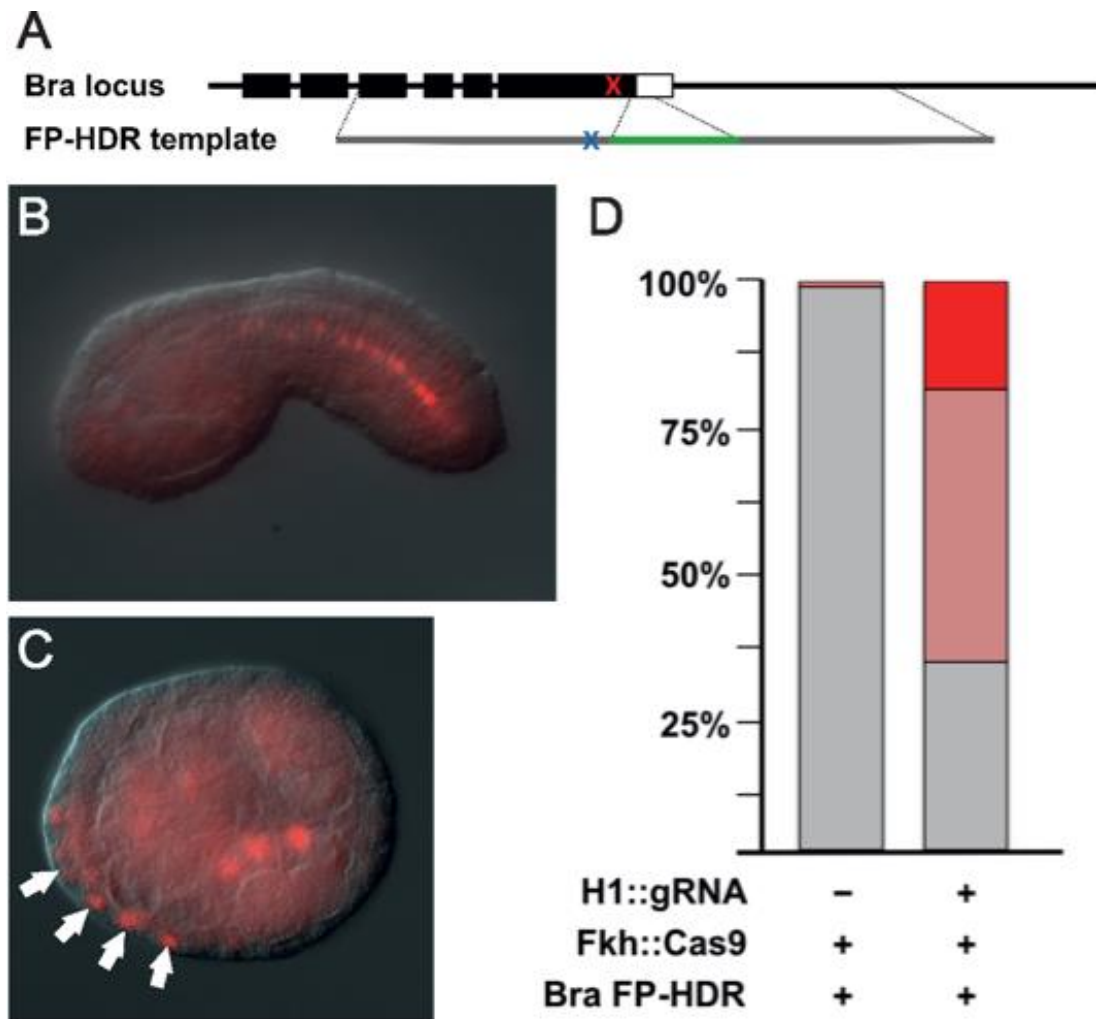 A
Bra locus
X
FP-HDR template
X
B
D
100%
75%
50%
25%
C
H1::gRNA – +
Fkh::Cas9 + +
Bra FP-HDR + +